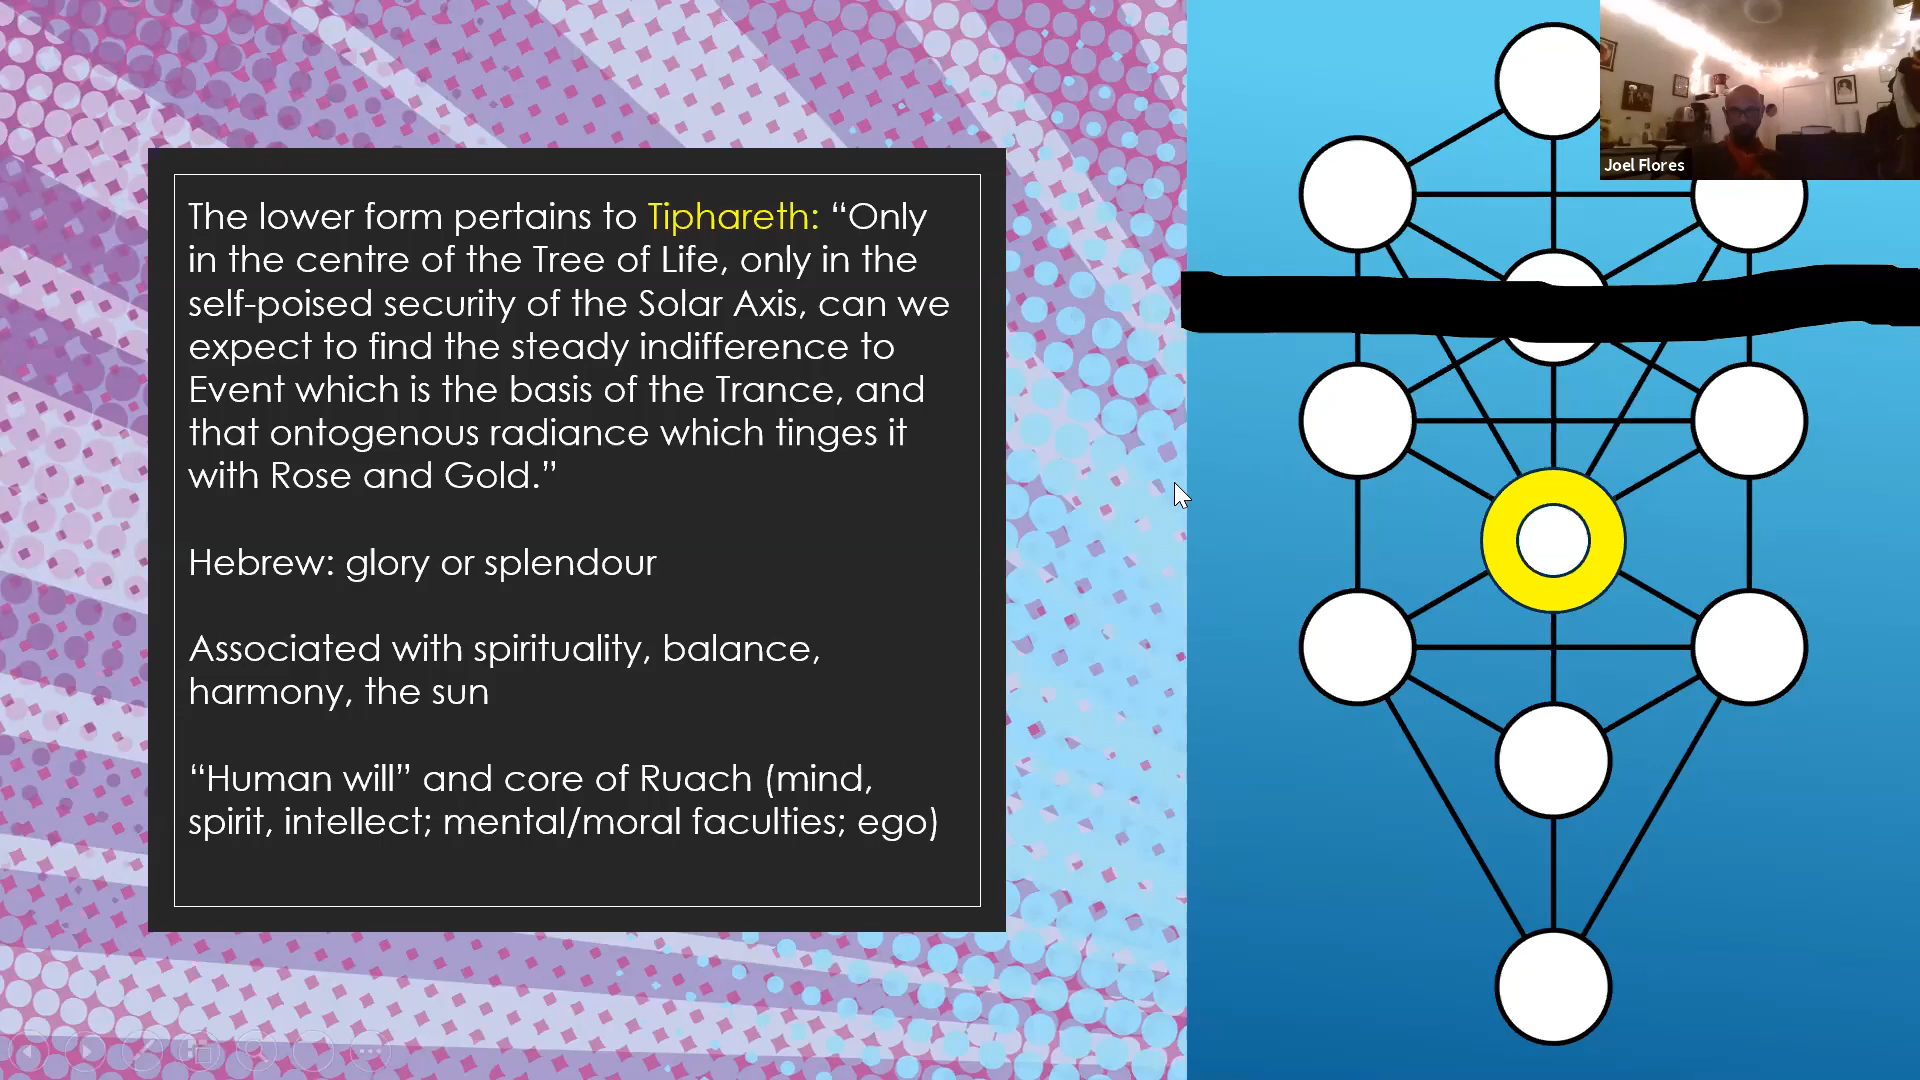 The lower form pertains to Tiphareth: “Only
in the centre of the Tree of Life, only in the
self-poised security of the Solar Axis, can we
expect to find the steady indifference to
Event which is the basis of the Trance, and
that ontogenous radiance which tinges it
with Rose and Gold.”
Hebrew: glory or splendour
Associated with spirituality, balance,
harmony, the sun
“Human will” and core of Ruach (mind,
spirit, intellect; mental/moral faculties; ego)
Joel Flores